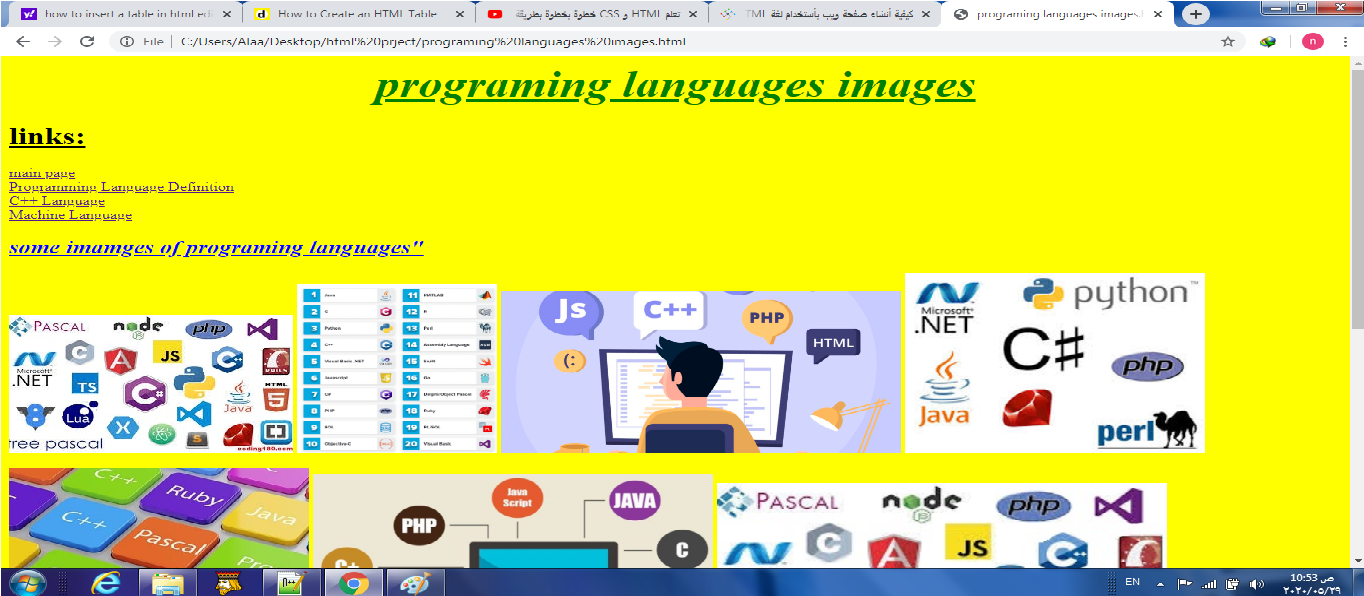 how to insert a table in html edi
How to Create an HTML Table
تعلم HTML و CSS خطوة بخطوة بطريقة
كيفية أنشاء صفحة ويب بأستخدام لغة TML
programing languages images.
File
C:/Users/Alaa/Desktop/html%20prject/programing%20languages%20images.html
n
programing languages images
links:
main page
Programming Language Definition
C++ Language
Machine Language
some imamges of programing languages"
PASCAL node php
Microsoft .NET C JS
TS C# RAILS
Java HTML 5
Lua
free pascal
coding180.com
1 Java 11 MATLAB
2 C 12 R
3 Python 13 Perl
4 C++ 14 Assembly Language
5 Visual Basic .NET 15 Swift
6 Javascript 16 Go
7 C# 17 Delphi/Object Pascal
8 PHP 18 Ruby
9 SQL 19 PL/SQL
10 Objective-C 20 Visual Basic
Js C++ PHP HTML
Microsoft .NET python
C# php
Java perl
C++ Ruby Java
C++ Pascal
PHP Java Script JAVA C
C+
PASCAL node php
C JS
EN
10:53 ص
٢٠٢٠/٠٥/٢٩